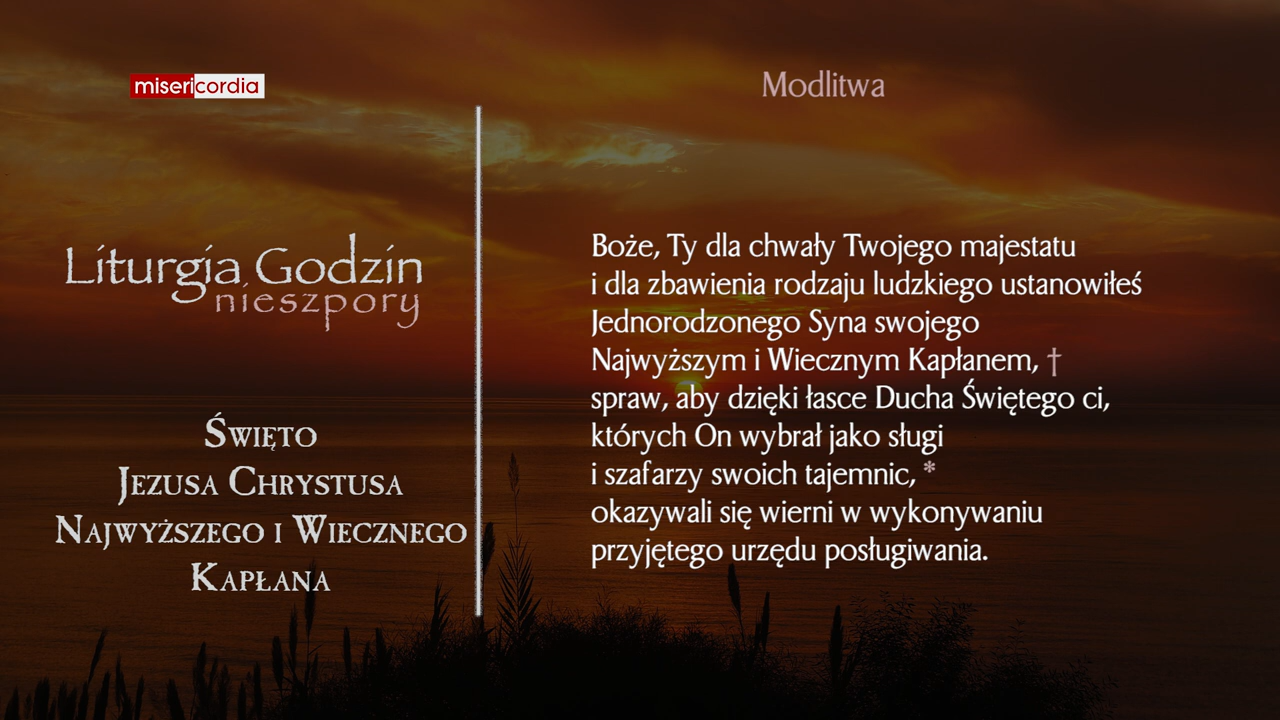 misericordia
Modlitwa
Liturgia Godzin
nieszpory
Święto
Jezusa Chrystusa
Najwyższego i Wiecznego
Kapłana
Boże, Ty dla chwały Twojego majestatu
i dla zbawienia rodzaju ludzkiego ustanowiłeś
Jednorodzonego Syna swojego
Najwyższym i Wiecznym Kapłanem, †
spraw, aby dzięki łasce Ducha Świętego ci,
których On wybrał jako sługi
i szafarzy swoich tajemnic, *
okazywali się wierni w wykonywaniu
przyjętego urzędu posługiwania.